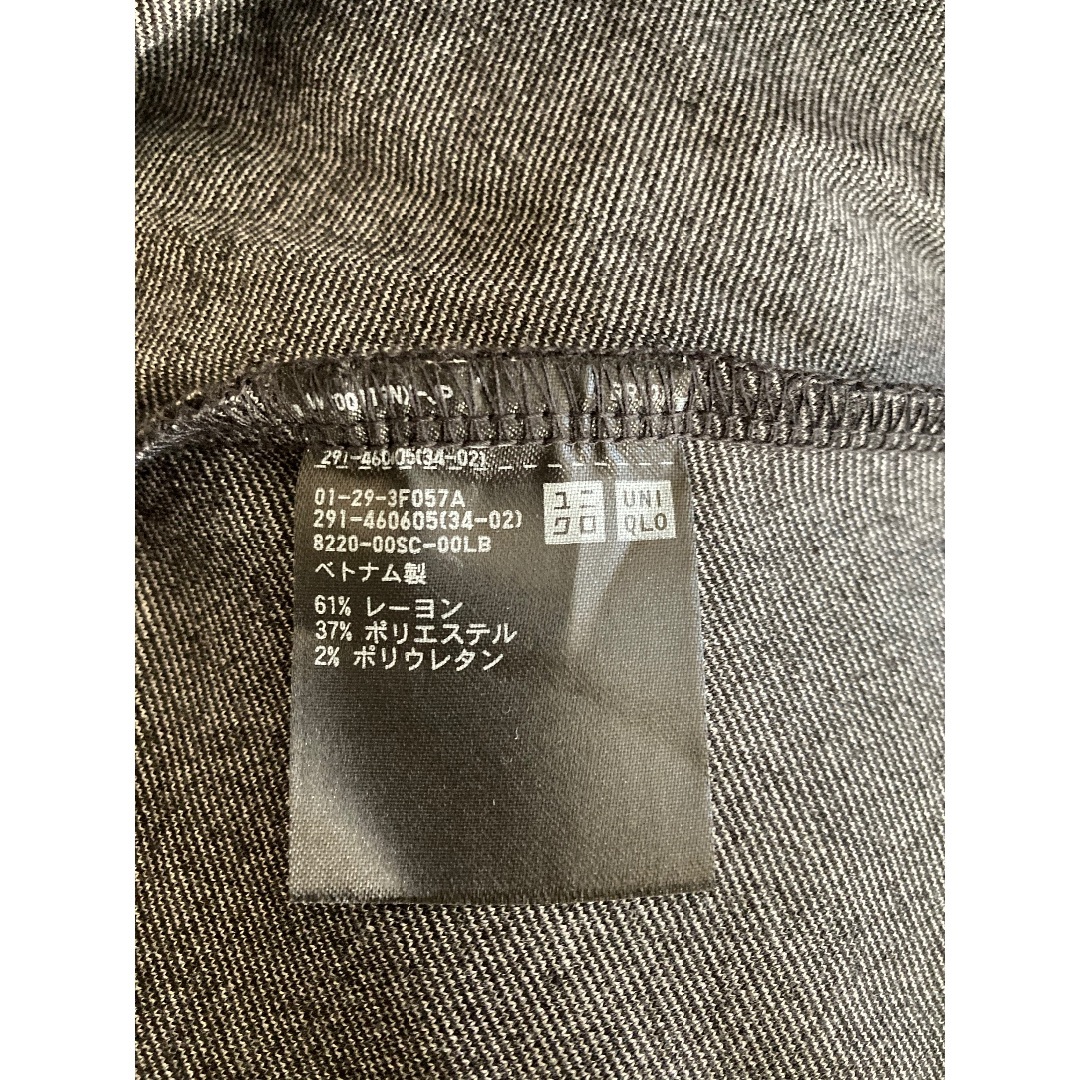 291-460605(34-02)
01-29-3F057A
291-460605(34-02)
8220-00SC-00LB
ベトナム製
61% レーヨン
37% ポリエステル
2% ポリウレタン
ユニ
クロ
UNI
QLO